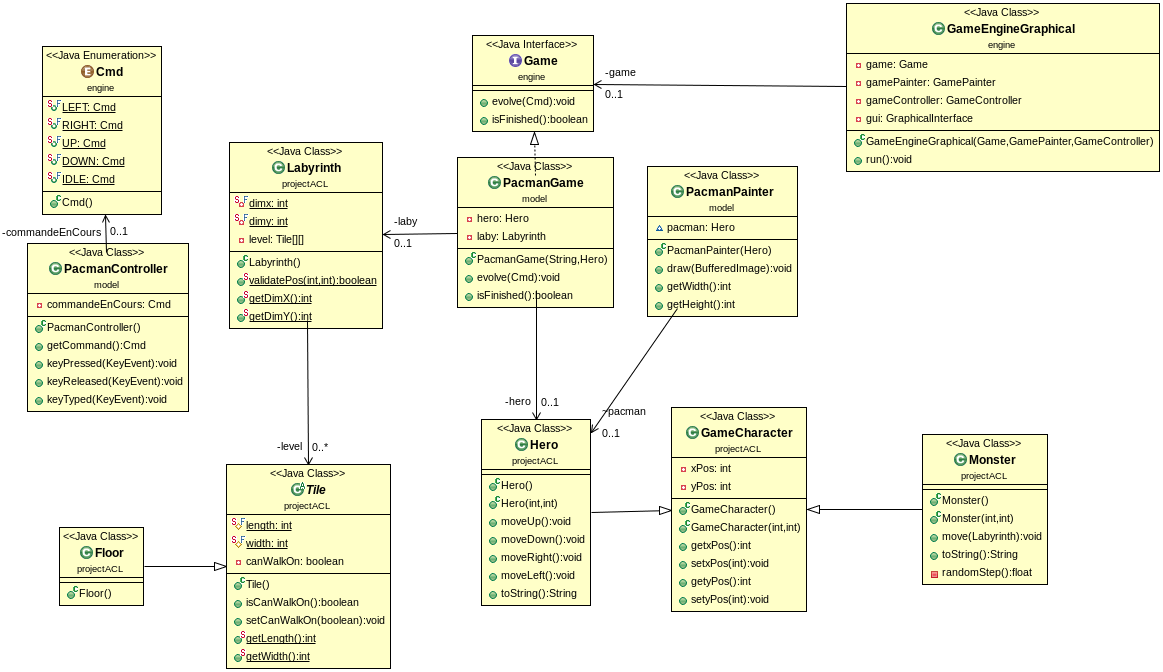 <<Java Class>>
GameEngineGraphical
engine
game: Game
gamePainter: GamePainter
gameController: GameController
gui: GraphicalInterface
GameEngineGraphical(Game,GamePainter,GameController)
run():void
<<Java Interface>>
Game
engine
evolve(Cmd):void
isFinished():boolean
-game
0..1
<<Java Enumeration>>
Cmd
engine
LEFT: Cmd
RIGHT: Cmd
UP: Cmd
DOWN: Cmd
IDLE: Cmd
Cmd()
-commandeEnCours
0..1
<<Java Class>>
PacmanController
model
commandeEnCours: Cmd
PacmanController()
getCommand():Cmd
keyPressed(KeyEvent):void
keyReleased(KeyEvent):void
keyTyped(KeyEvent):void
<<Java Class>>
Labyrinth
projectACL
dimx: int
dimy: int
level: Tile[][]
Labyrinth()
validatePos(int,int):boolean
getDimX():int
getDimY():int
-laby
0..1
<<Java Class>>
PacmanGame
model
hero: Hero
laby: Labyrinth
PacmanGame(String,Hero)
evolve(Cmd):void
isFinished():boolean
<<Java Class>>
PacmanPainter
model
pacman: Hero
PacmanPainter(Hero)
draw(BufferedImage):void
getWidth():int
getHeight():int
-hero
0..1
~pacman
0..1
-level
0..*
<<Java Class>>
Tile
projectACL
length: int
width: int
canWalkOn: boolean
Tile()
isCanWalkOn():boolean
setCanWalkOn(boolean):void
getLength():int
getWidth():int
<<Java Class>>
Floor
projectACL
Floor()
<<Java Class>>
Hero
projectACL
Hero()
Hero(int,int)
moveUp():void
moveDown():void
moveRight():void
moveLeft():void
toString():String
<<Java Class>>
GameCharacter
projectACL
xPos: int
yPos: int
GameCharacter()
GameCharacter(int,int)
getxPos():int
setxPos(int):void
getyPos():int
setyPos(int):void
<<Java Class>>
Monster
projectACL
Monster()
Monster(int,int)
move(Labyrinth):void
toString():String
randomStep():float